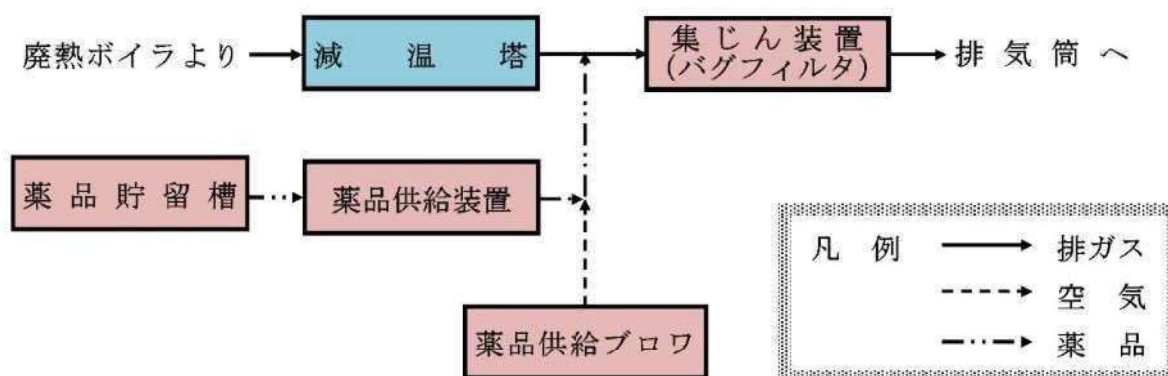 廃熱ボイラより
減温塔
集じん装置
(バグフィルタ)
排気筒へ
薬品貯留槽
薬品供給装置
薬品供給ブロワ
凡例
排ガス
空気
薬品